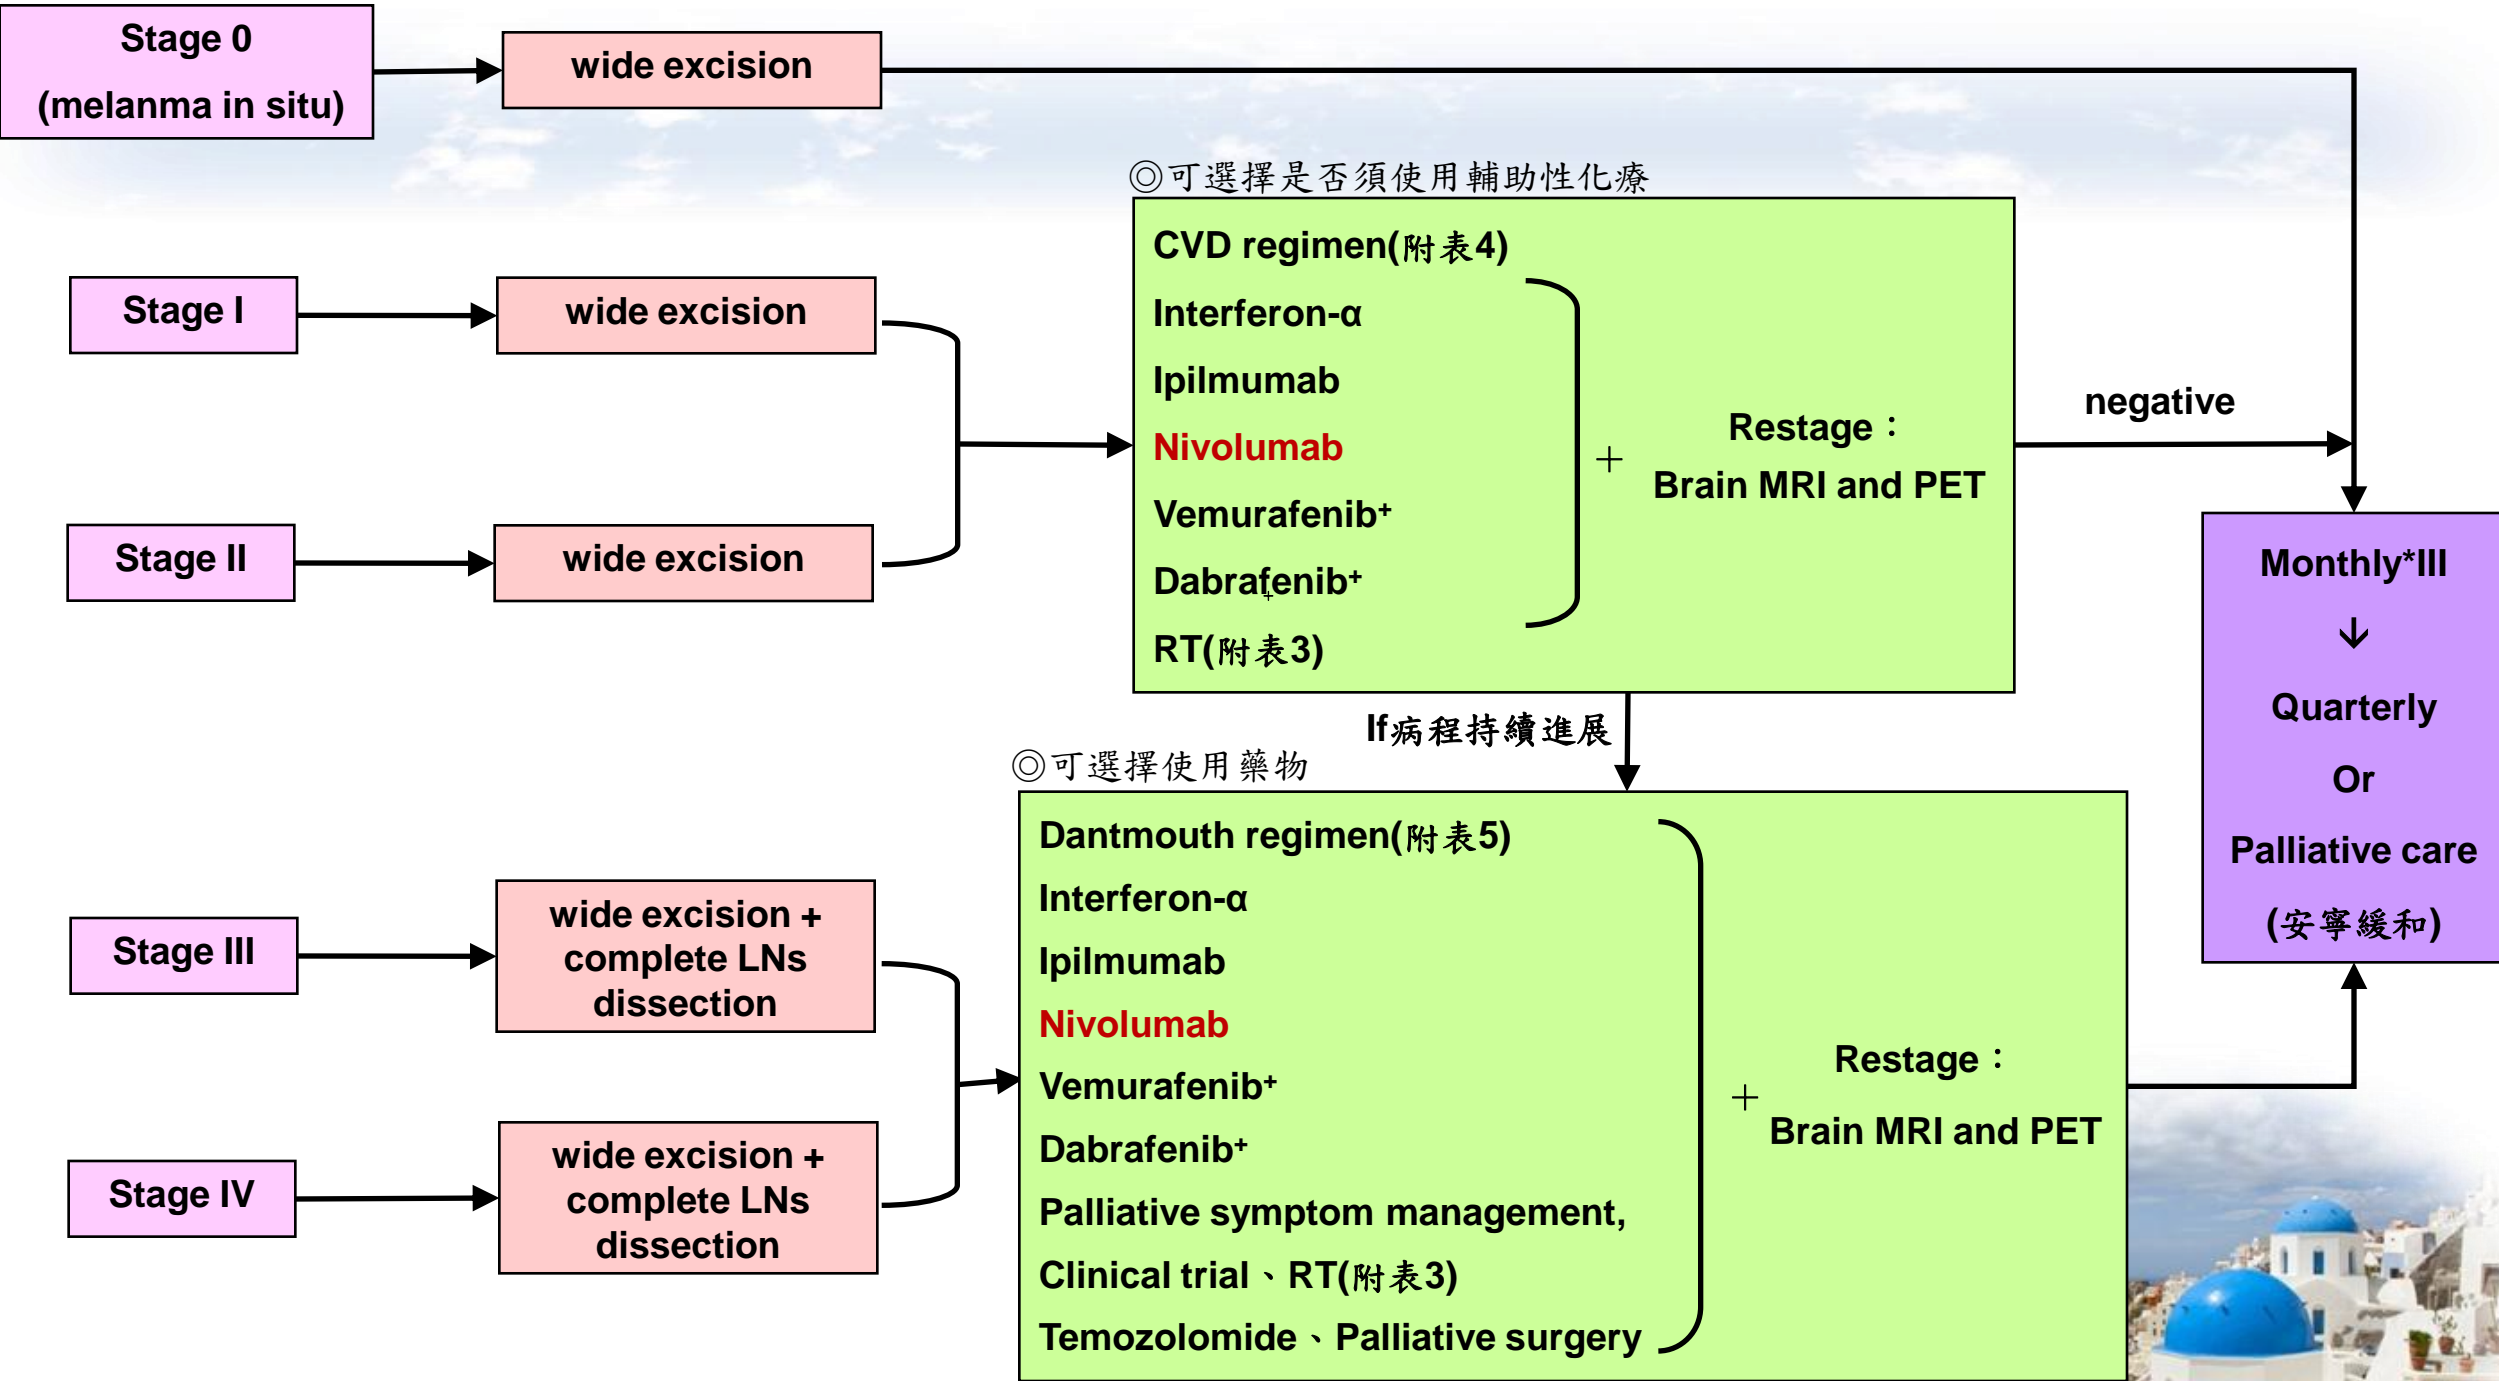 Stage 0
(melanma in situ)
wide excision
◎可選擇是否須使用輔助性化療
Stage I
wide excision
Stage II
wide excision
CVD regimen(附表4)
Interferon-α
Ipilmumab
Nivolumab
Vemurafenib⁺
Dabrafenib⁺
+
RT(附表3)
＋
Restage：
Brain MRI and PET
negative
If病程持續進展
◎可選擇使用藥物
Stage III
wide excision +
complete LNs
dissection
Stage IV
wide excision +
complete LNs
dissection
Dantmouth regimen(附表5)
Interferon-α
Ipilmumab
Nivolumab
Vemurafenib⁺
Dabrafenib⁺
Palliative symptom management,
Clinical trial、RT(附表3)
Temozolomide、Palliative surgery
＋
Restage：
Brain MRI and PET
Monthly*III
↓
Quarterly
Or
Palliative care
(安寧緩和)